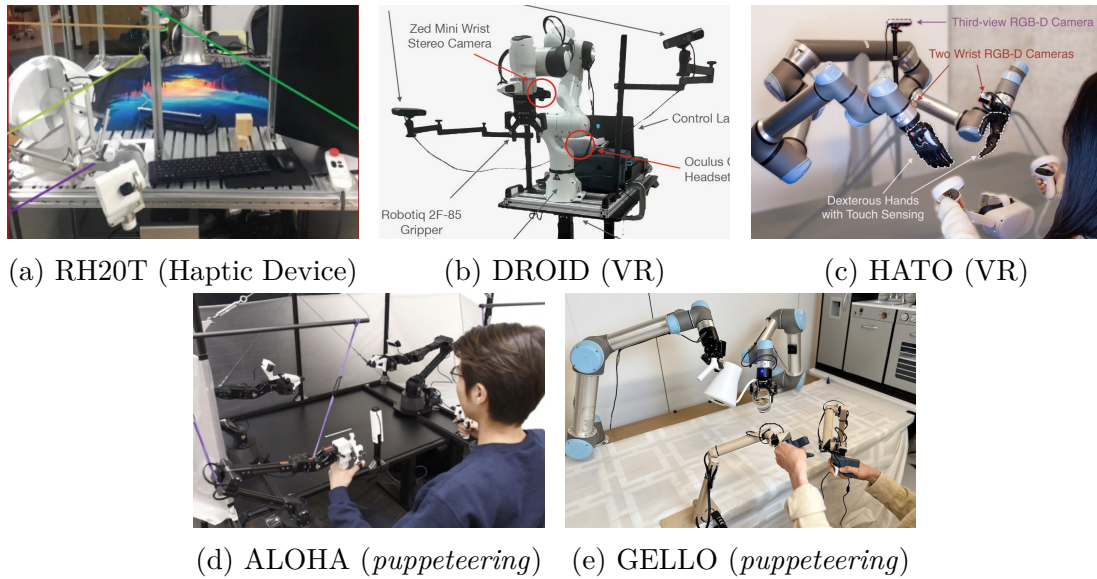 Zed Mini Wrist
Stereo Camera
Control La
Oculus
Headset
Robotiq 2F-85
Gripper
Third-view RGB-D Camera
Two Wrist RGB-D Cameras
Dexterous Hands
with Touch Sensing
(a) RH20T (Haptic Device)
(b) DROID (VR)
(c) HATO (VR)
(d) ALOHA (puppeteering)
(e) GELLO (puppeteering)